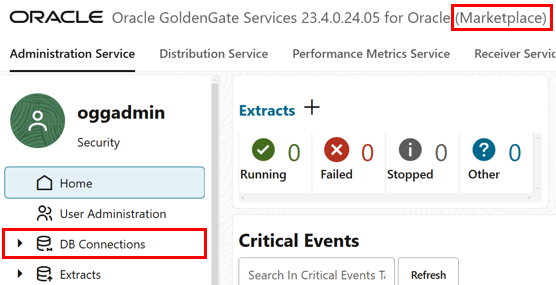 ORACLE Oracle GoldenGate Services 23.4.0.24.05 for Oracle (Marketplace)
Administration Service Distribution Service Performance Metrics Service Receiver Servic
oggadmin
Security
Home
User Administration
DB Connections
Extracts
Extracts +
0 0 0 0
Running Failed Stopped Other
Critical Events
Search In Critical Events Ta Refresh